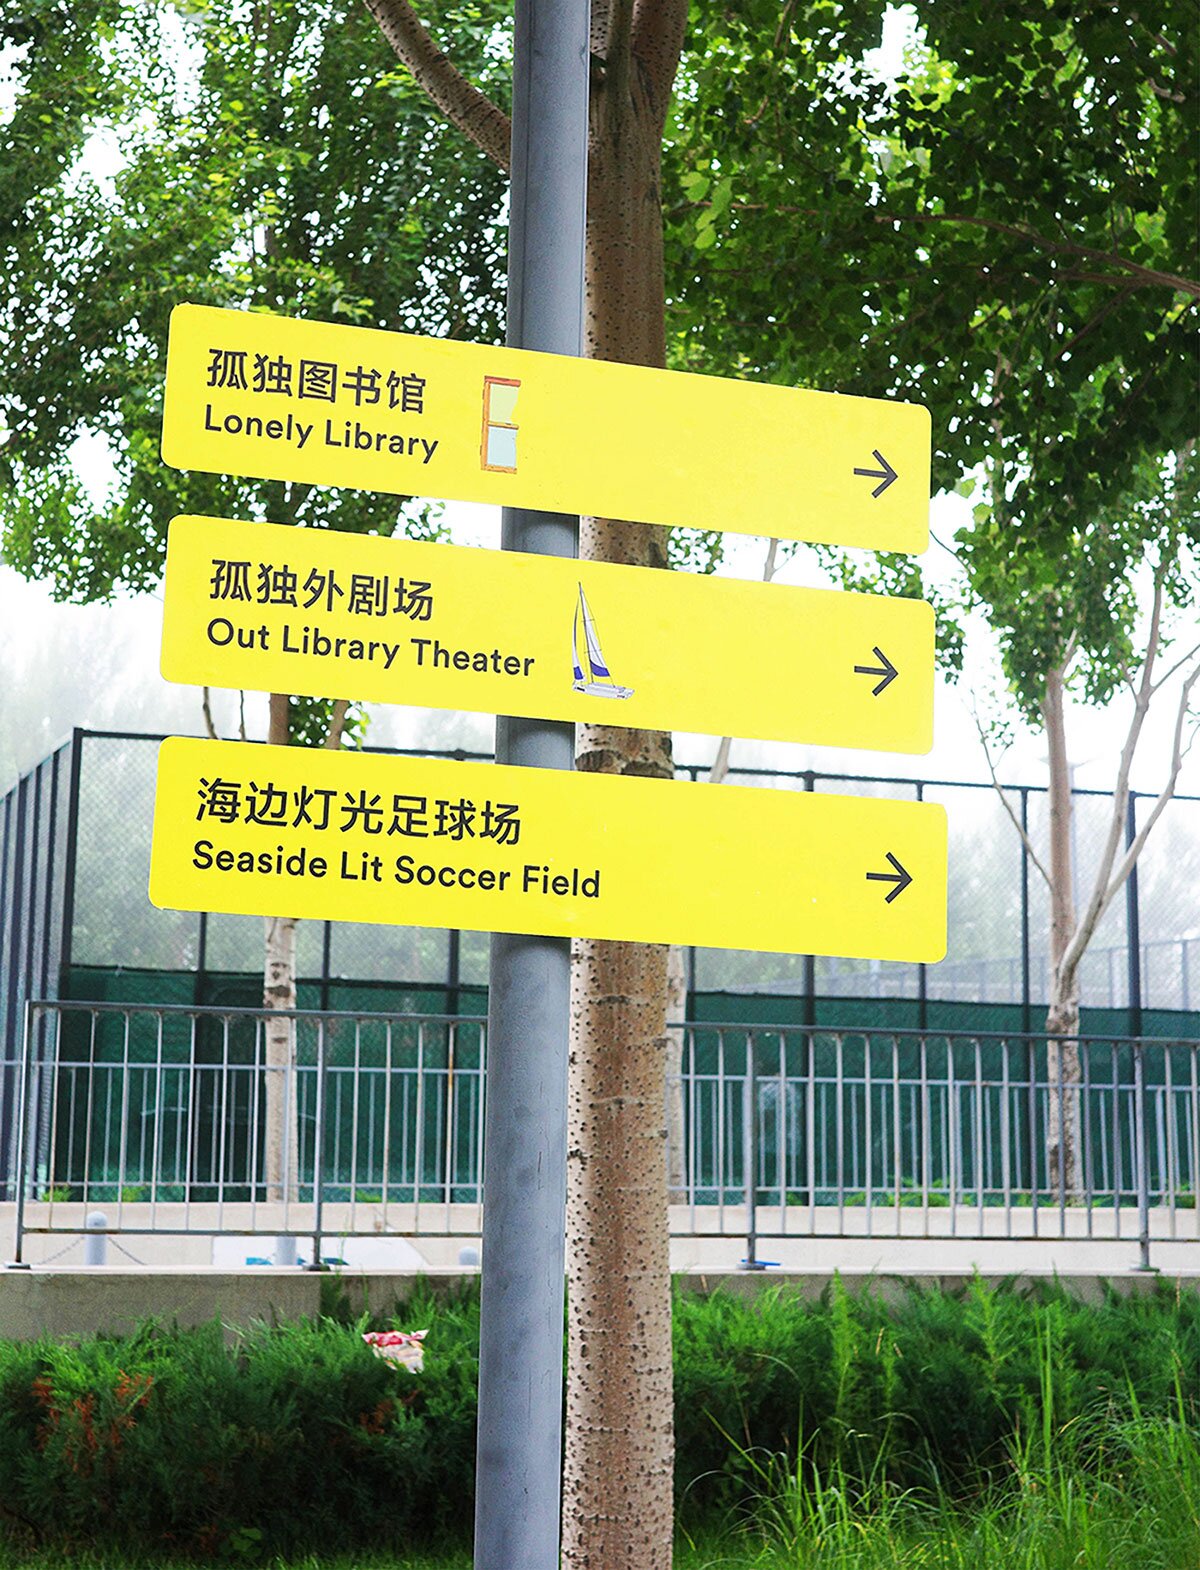 孤独图书馆
Lonely Library
孤独外剧场
Out Library Theater
海边灯光足球场
Seaside Lit Soccer Field